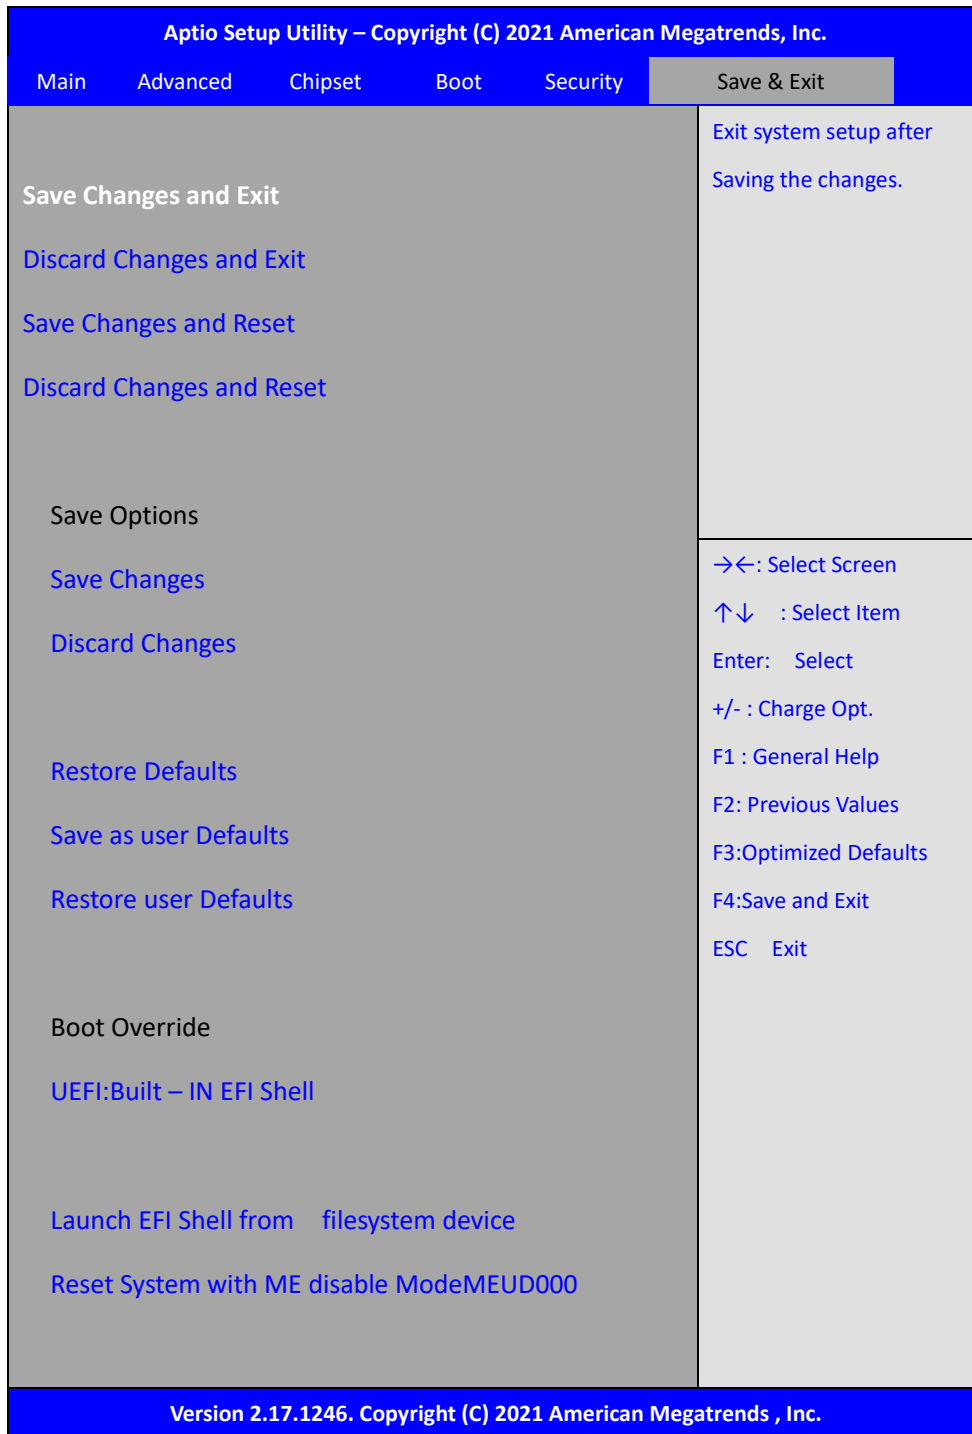 Aptio Setup Utility – Copyright (C) 2021 American Megatrends, Inc.
Main Advanced Chipset Boot Security Save & Exit
Save Changes and Exit
Discard Changes and Exit
Save Changes and Reset
Discard Changes and Reset
Save Options
Save Changes
Discard Changes
Restore Defaults
Save as user Defaults
Restore user Defaults
Boot Override
UEFI:Built – IN EFI Shell
Launch EFI Shell from filesystem device
Reset System with ME disable ModeMEUD000
Exit system setup after
Saving the changes.
→←: Select Screen
↑↓ : Select Item
Enter: Select
+/- : Charge Opt.
F1 : General Help
F2: Previous Values
F3:Optimized Defaults
F4:Save and Exit
ESC Exit
Version 2.17.1246. Copyright (C) 2021 American Megatrends , Inc.